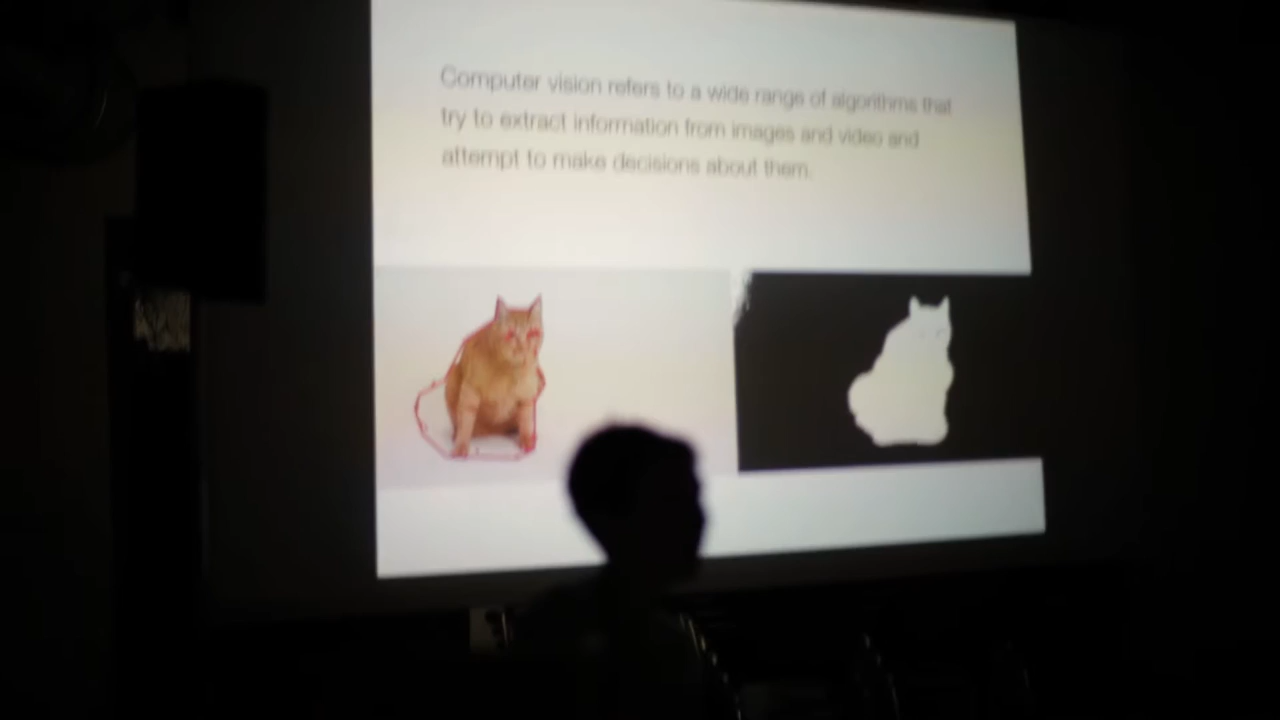 Computer vision refers to a wide range of algorithms that
try to extract information from images and video and
attempt to make decisions about them.